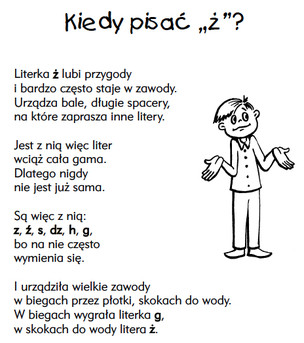 Kiedy pisać „ż”?
Literka ż lubi przygody
i bardzo często staje w zawody.
Urządza bale, długie spacery,
na które zaprasza inne litery.
Jest z nią więc liter
wciąż cała gama.
Dlatego nigdy
nie jest już sama.
Są więc z nią:
z, ź, s, dz, h, g,
bo na nie często
wymienia się.
I urządziła wielkie zawody
w biegach przez płotki, skokach do wody.
W biegach wygrała literka g,
w skokach do wody litera ż.